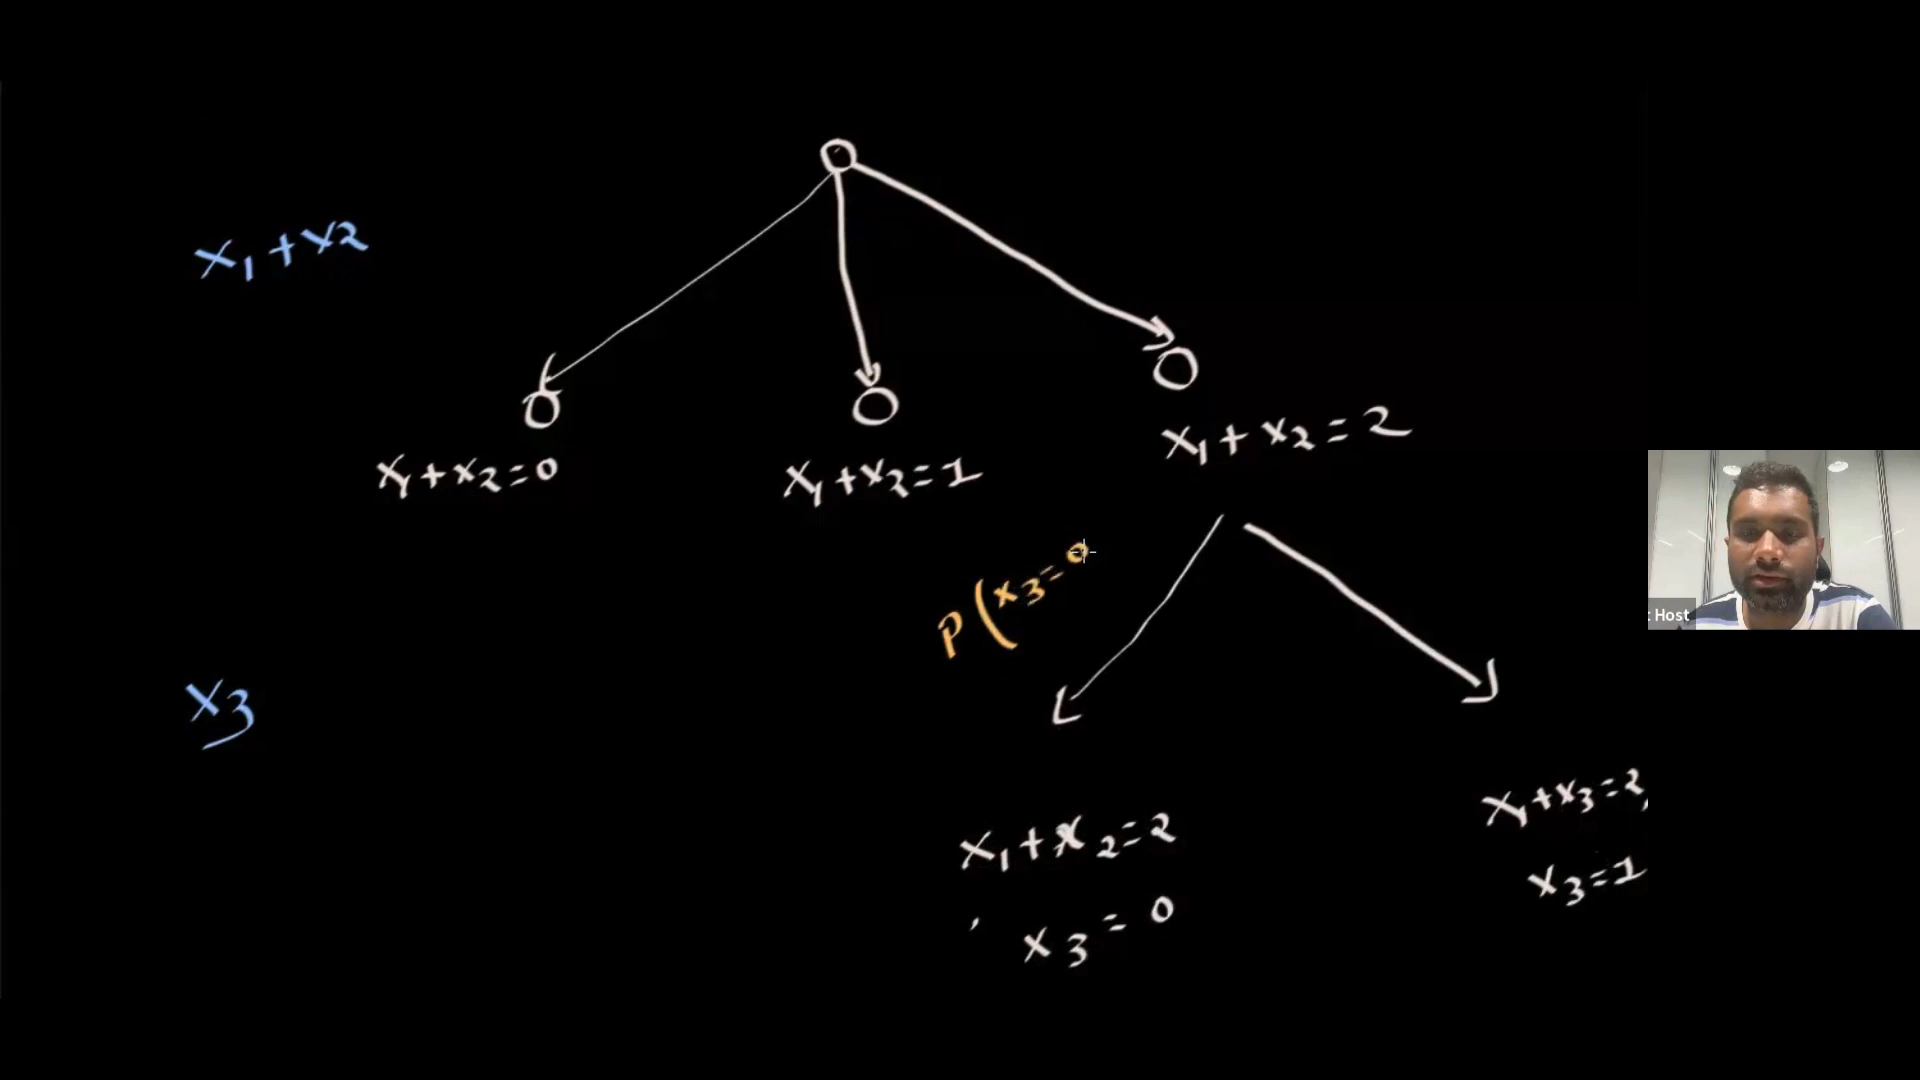 x1+x2
x1+x2=2
x1+x2=0
x1+x2=1
P(x3=0
Host
x3
x1+x3=2,
x1+x2=2
x3=1
, x3=0